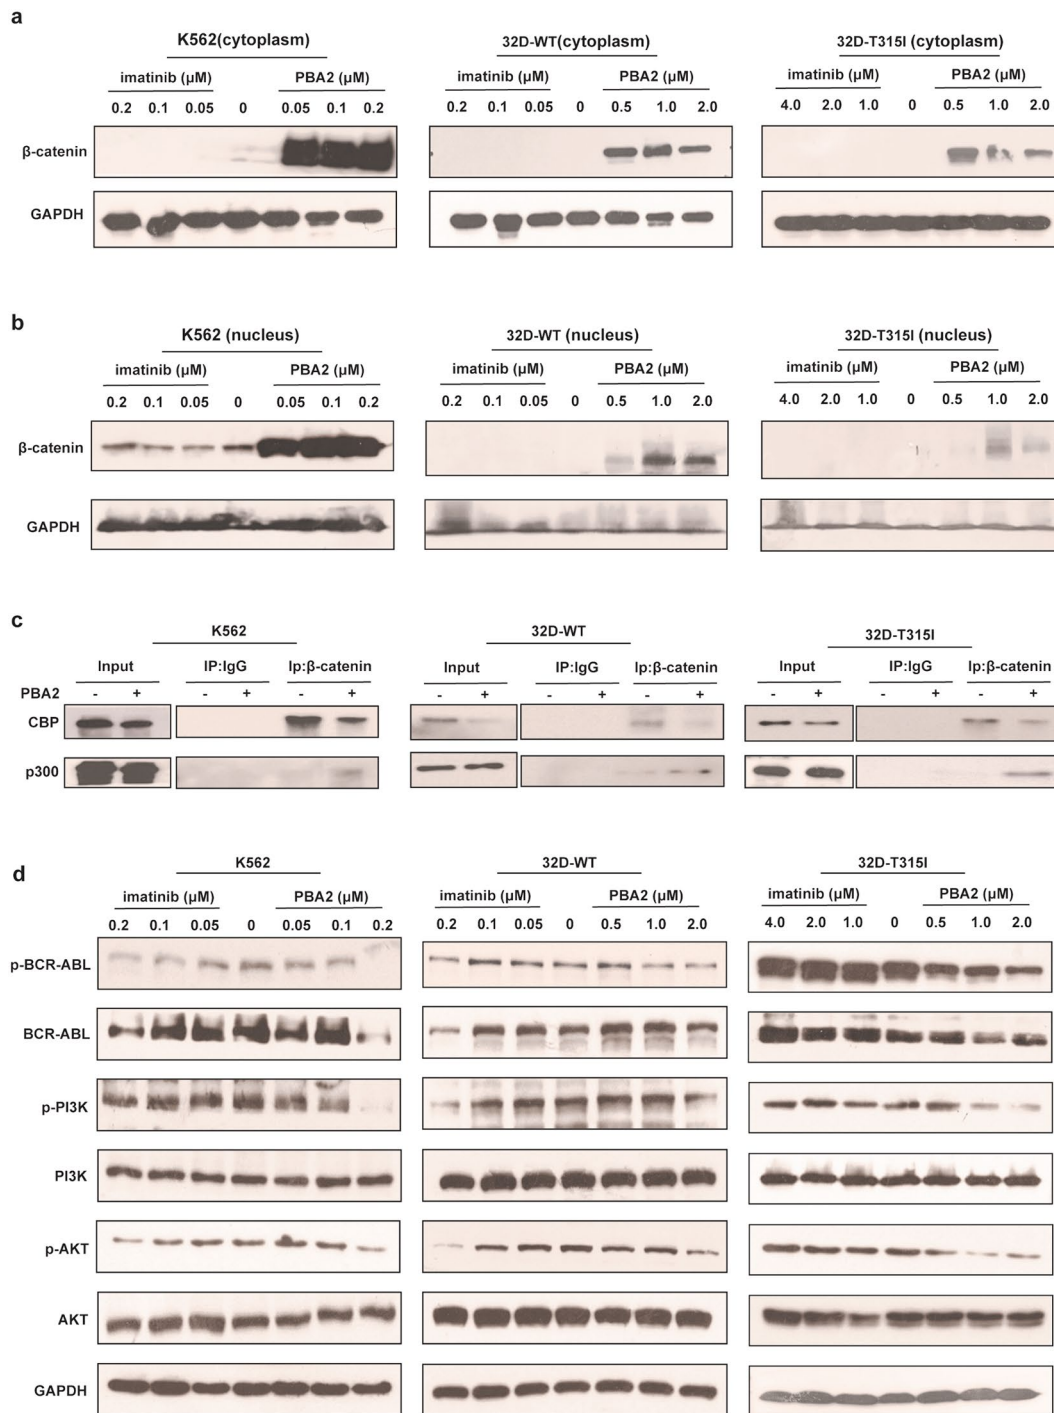 a
K562(cytoplasm) 32D-WT(cytoplasm) 32D-T315I (cytoplasm)
imatinib (μM) PBA2 (μM) imatinib (μM) PBA2 (μM) imatinib (μM) PBA2 (μM)
0.2 0.1 0.05 0 0.05 0.1 0.2 0.2 0.1 0.05 0 0.5 1.0 2.0 4.0 2.0 1.0 0 0.5 1.0 2.0
β-catenin
GAPDH
b
K562 (nucleus) 32D-WT (nucleus) 32D-T315I (nucleus)
imatinib (μM) PBA2 (μM) imatinib (μM) PBA2 (μM) imatinib (μM) PBA2 (μM)
0.2 0.1 0.05 0 0.05 0.1 0.2 0.2 0.1 0.05 0 0.5 1.0 2.0 4.0 2.0 1.0 0 0.5 1.0 2.0
β-catenin
GAPDH
c
K562 32D-WT 32D-T315I
Input IP:IgG Ip:β-catenin Input IP:IgG Ip:β-catenin Input IP:IgG Ip:β-catenin
PBA2 - + - + - + - + - + - + - + - + - +
CBP
p300
d
K562 32D-WT 32D-T315I
imatinib (μM) PBA2 (μM) imatinib (μM) PBA2 (μM) imatinib (μM) PBA2 (μM)
0.2 0.1 0.05 0 0.05 0.1 0.2 0.2 0.1 0.05 0 0.5 1.0 2.0 4.0 2.0 1.0 0 0.5 1.0 2.0
p-BCR-ABL
BCR-ABL
p-PI3K
PI3K
p-AKT
AKT
GAPDH